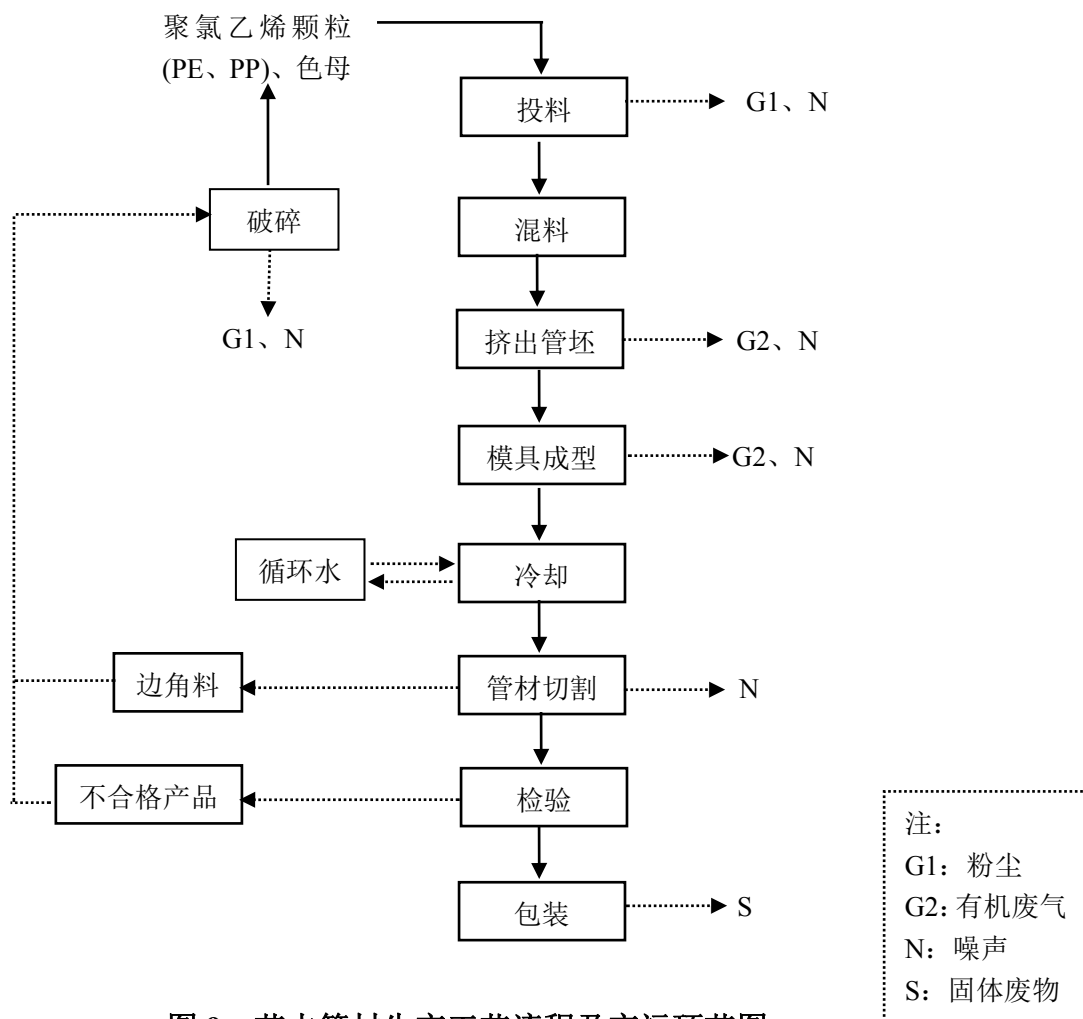 聚氯乙烯颗粒
(PE、PP)、色母
投料
G1、N
破碎
混料
G1、N
挤出管坯
G2、N
模具成型
G2、N
循环水
冷却
边角料
管材切割
N
不合格产品
检验
包装
S
注：
G1：粉尘
G2：有机废气
N：噪声
S：固体废物